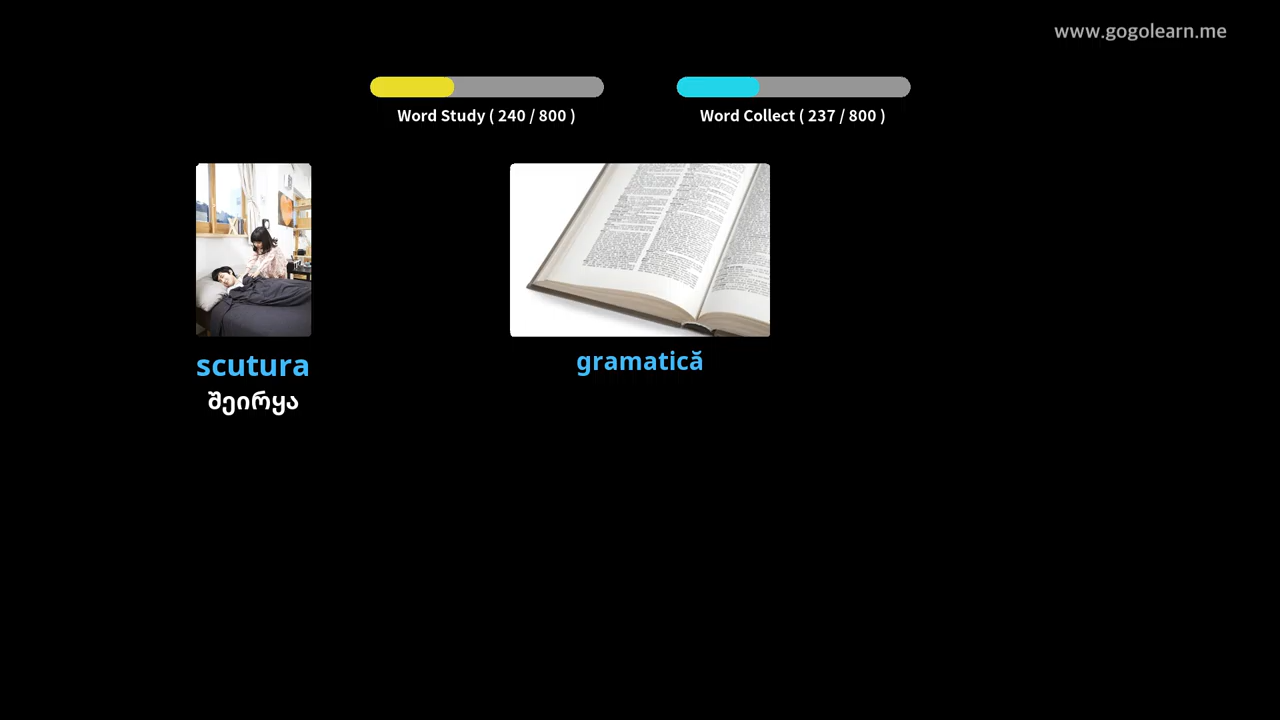 www.gogolearn.me
Word Study ( 240 / 800 )
Word Collect ( 237 / 800 )
scutura
შეირყა
gramatică